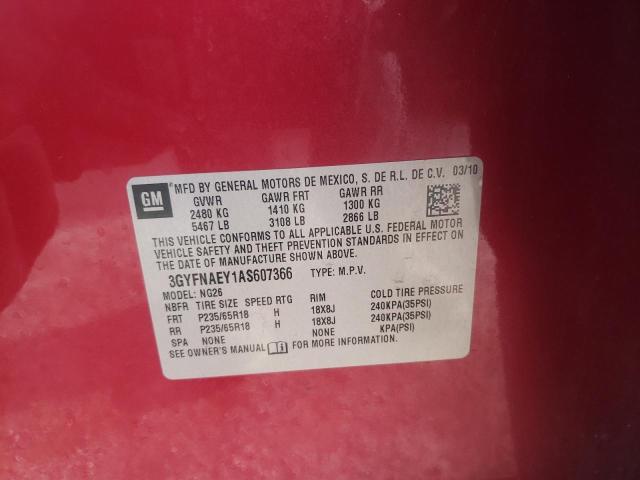 GM
MFD BY GENERAL MOTORS DE MEXICO, S. DE R.L. DE C.V. 03/10
GVWR GAWR FRT GAWR RR
2480 KG 1410 KG 1300 KG
5467 LB 3108 LB 2866 LB
THIS VEHICLE CONFORMS TO ALL APPLICABLE U.S. FEDERAL MOTOR
VEHICLE SAFETY AND THEFT PREVENTION STANDARDS IN EFFECT ON
THE DATE OF MANUFACTURE SHOWN ABOVE.
3GYFNAEY1AS607366 TYPE: M.P.V.
MODEL: NG26
NBFR TIRE SIZE SPEED RTG RIM COLD TIRE PRESSURE
FRT P235/65R18 H 18X8J 240KPA(35PSI)
RR P235/65R18 H 18X8J 240KPA(35PSI)
SPA NONE NONE KPA(PSI)
SEE OWNER'S MANUAL FOR MORE INFORMATION